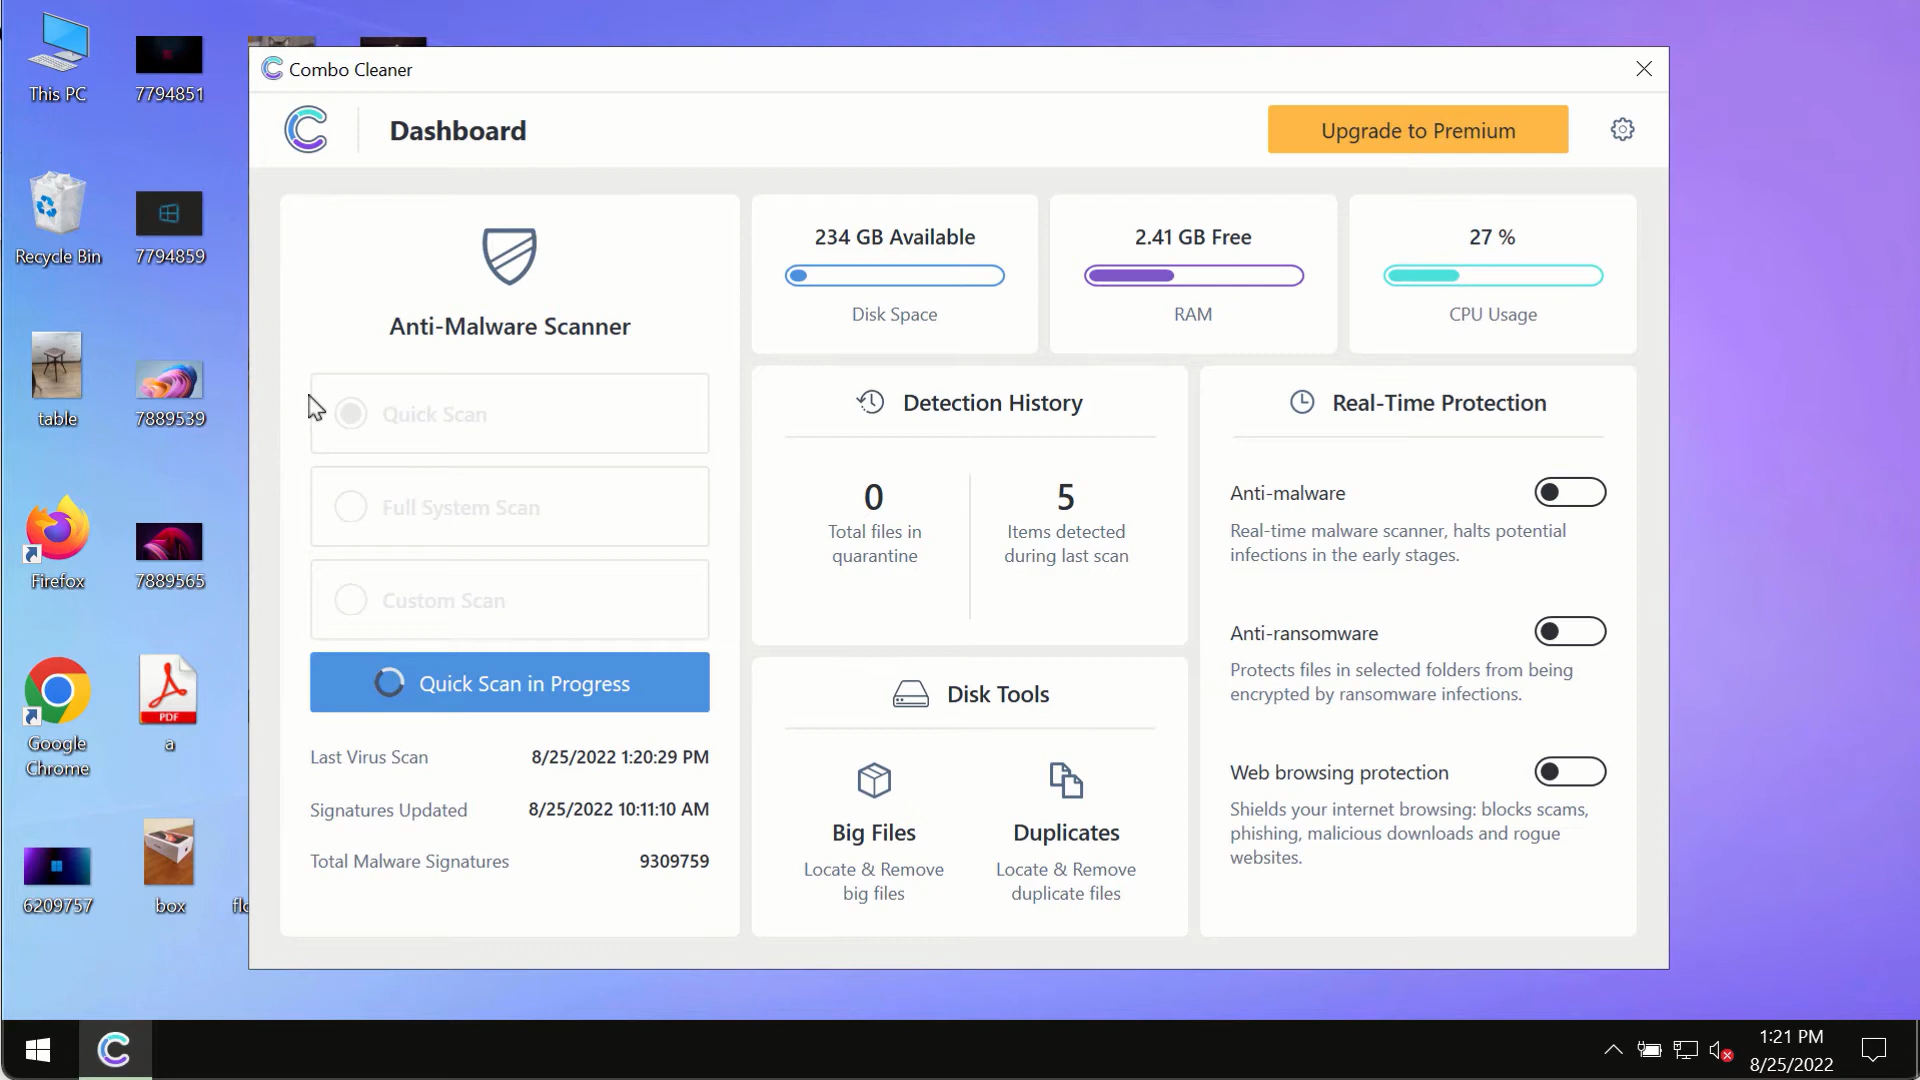 This PC
7794851
Recycle Bin
7794859
table
7889539
Firefox
7889565
Google
Chrome
PDF
a
6209757
box
Combo Cleaner
Dashboard
Upgrade to Premium
Anti-Malware Scanner
Quick Scan
Full System Scan
Custom Scan
Quick Scan in Progress
Last Virus Scan 8/25/2022 1:20:29 PM
Signatures Updated 8/25/2022 10:11:10 AM
Total Malware Signatures 9309759
234 GB Available
Disk Space
2.41 GB Free
RAM
27 %
CPU Usage
Detection History
0
Total files in
quarantine
5
Items detected
during last scan
Disk Tools
Big Files
Locate & Remove
big files
Duplicates
Locate & Remove
duplicate files
Real-Time Protection
Anti-malware
Real-time malware scanner, halts potential
infections in the early stages.
Anti-ransomware
Protects files in selected folders from being
encrypted by ransomware infections.
Web browsing protection
Shields your internet browsing: blocks scams,
phishing, malicious downloads and rogue
websites.
1:21 PM
8/25/2022